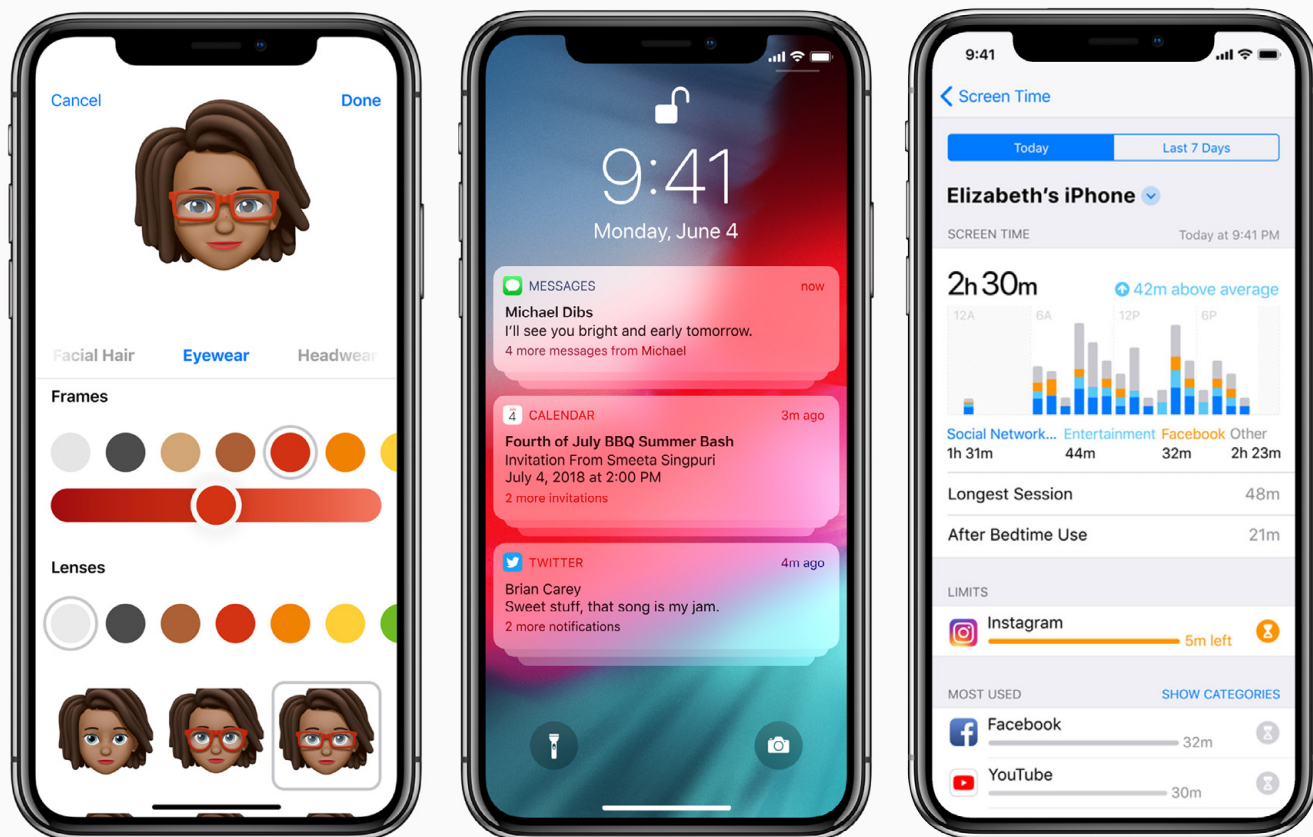 Cancel
Done
Facial Hair
Eyewear
Headwear
Frames
Lenses
9:41
Monday, June 4
MESSAGES
now
Michael Dibs
I'll see you bright and early tomorrow.
4 more messages from Michael
4
CALENDAR
3m ago
Fourth of July BBQ Summer Bash
Invitation From Smeeta Singpuri
July 4, 2018 at 2:00 PM
2 more invitations
TWITTER
4m ago
Brian Carey
Sweet stuff, that song is my jam.
2 more notifications
9:41
Screen Time
Today
Last 7 Days
Elizabeth's iPhone
SCREEN TIME
Today at 9:41 PM
2h 30m
42m above average
12A
6A
12P
6P
Social Network...
Entertainment
Facebook
Other
1h 31m
44m
32m
2h 23m
Longest Session
48m
After Bedtime Use
21m
LIMITS
Instagram
5m left
MOST USED
SHOW CATEGORIES
Facebook
32m
YouTube
30m